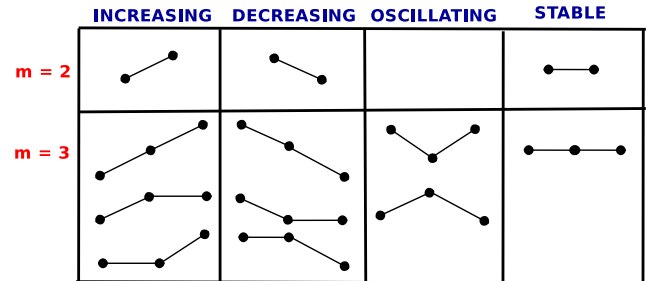 INCREASING DECREASING OSCILLATING STABLE
m = 2
m = 3